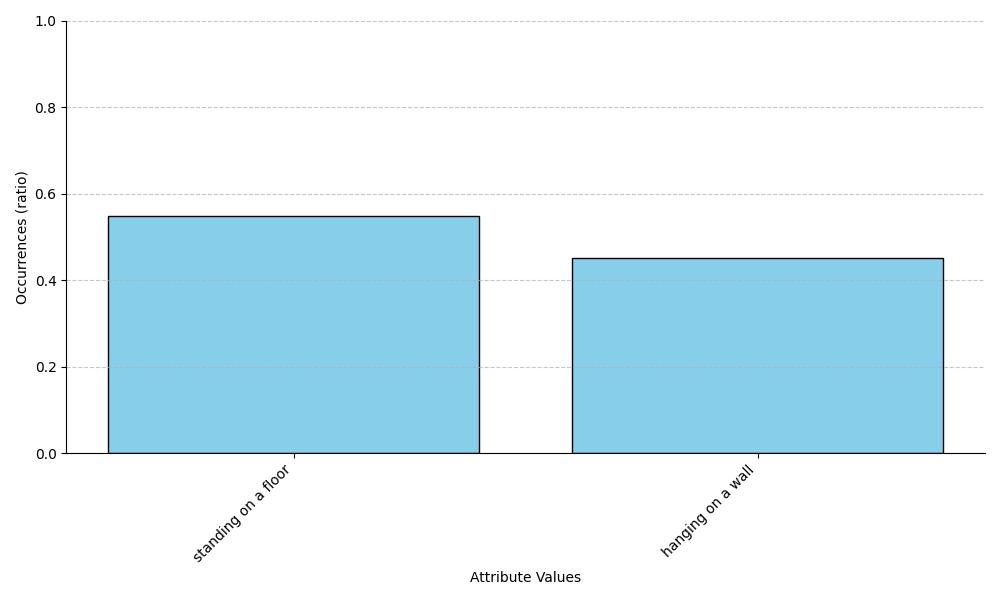 1.0
0.8
0.6
0.4
0.2
0.0
Occurrences (ratio)
standing on a floor
hanging on a wall
Attribute Values